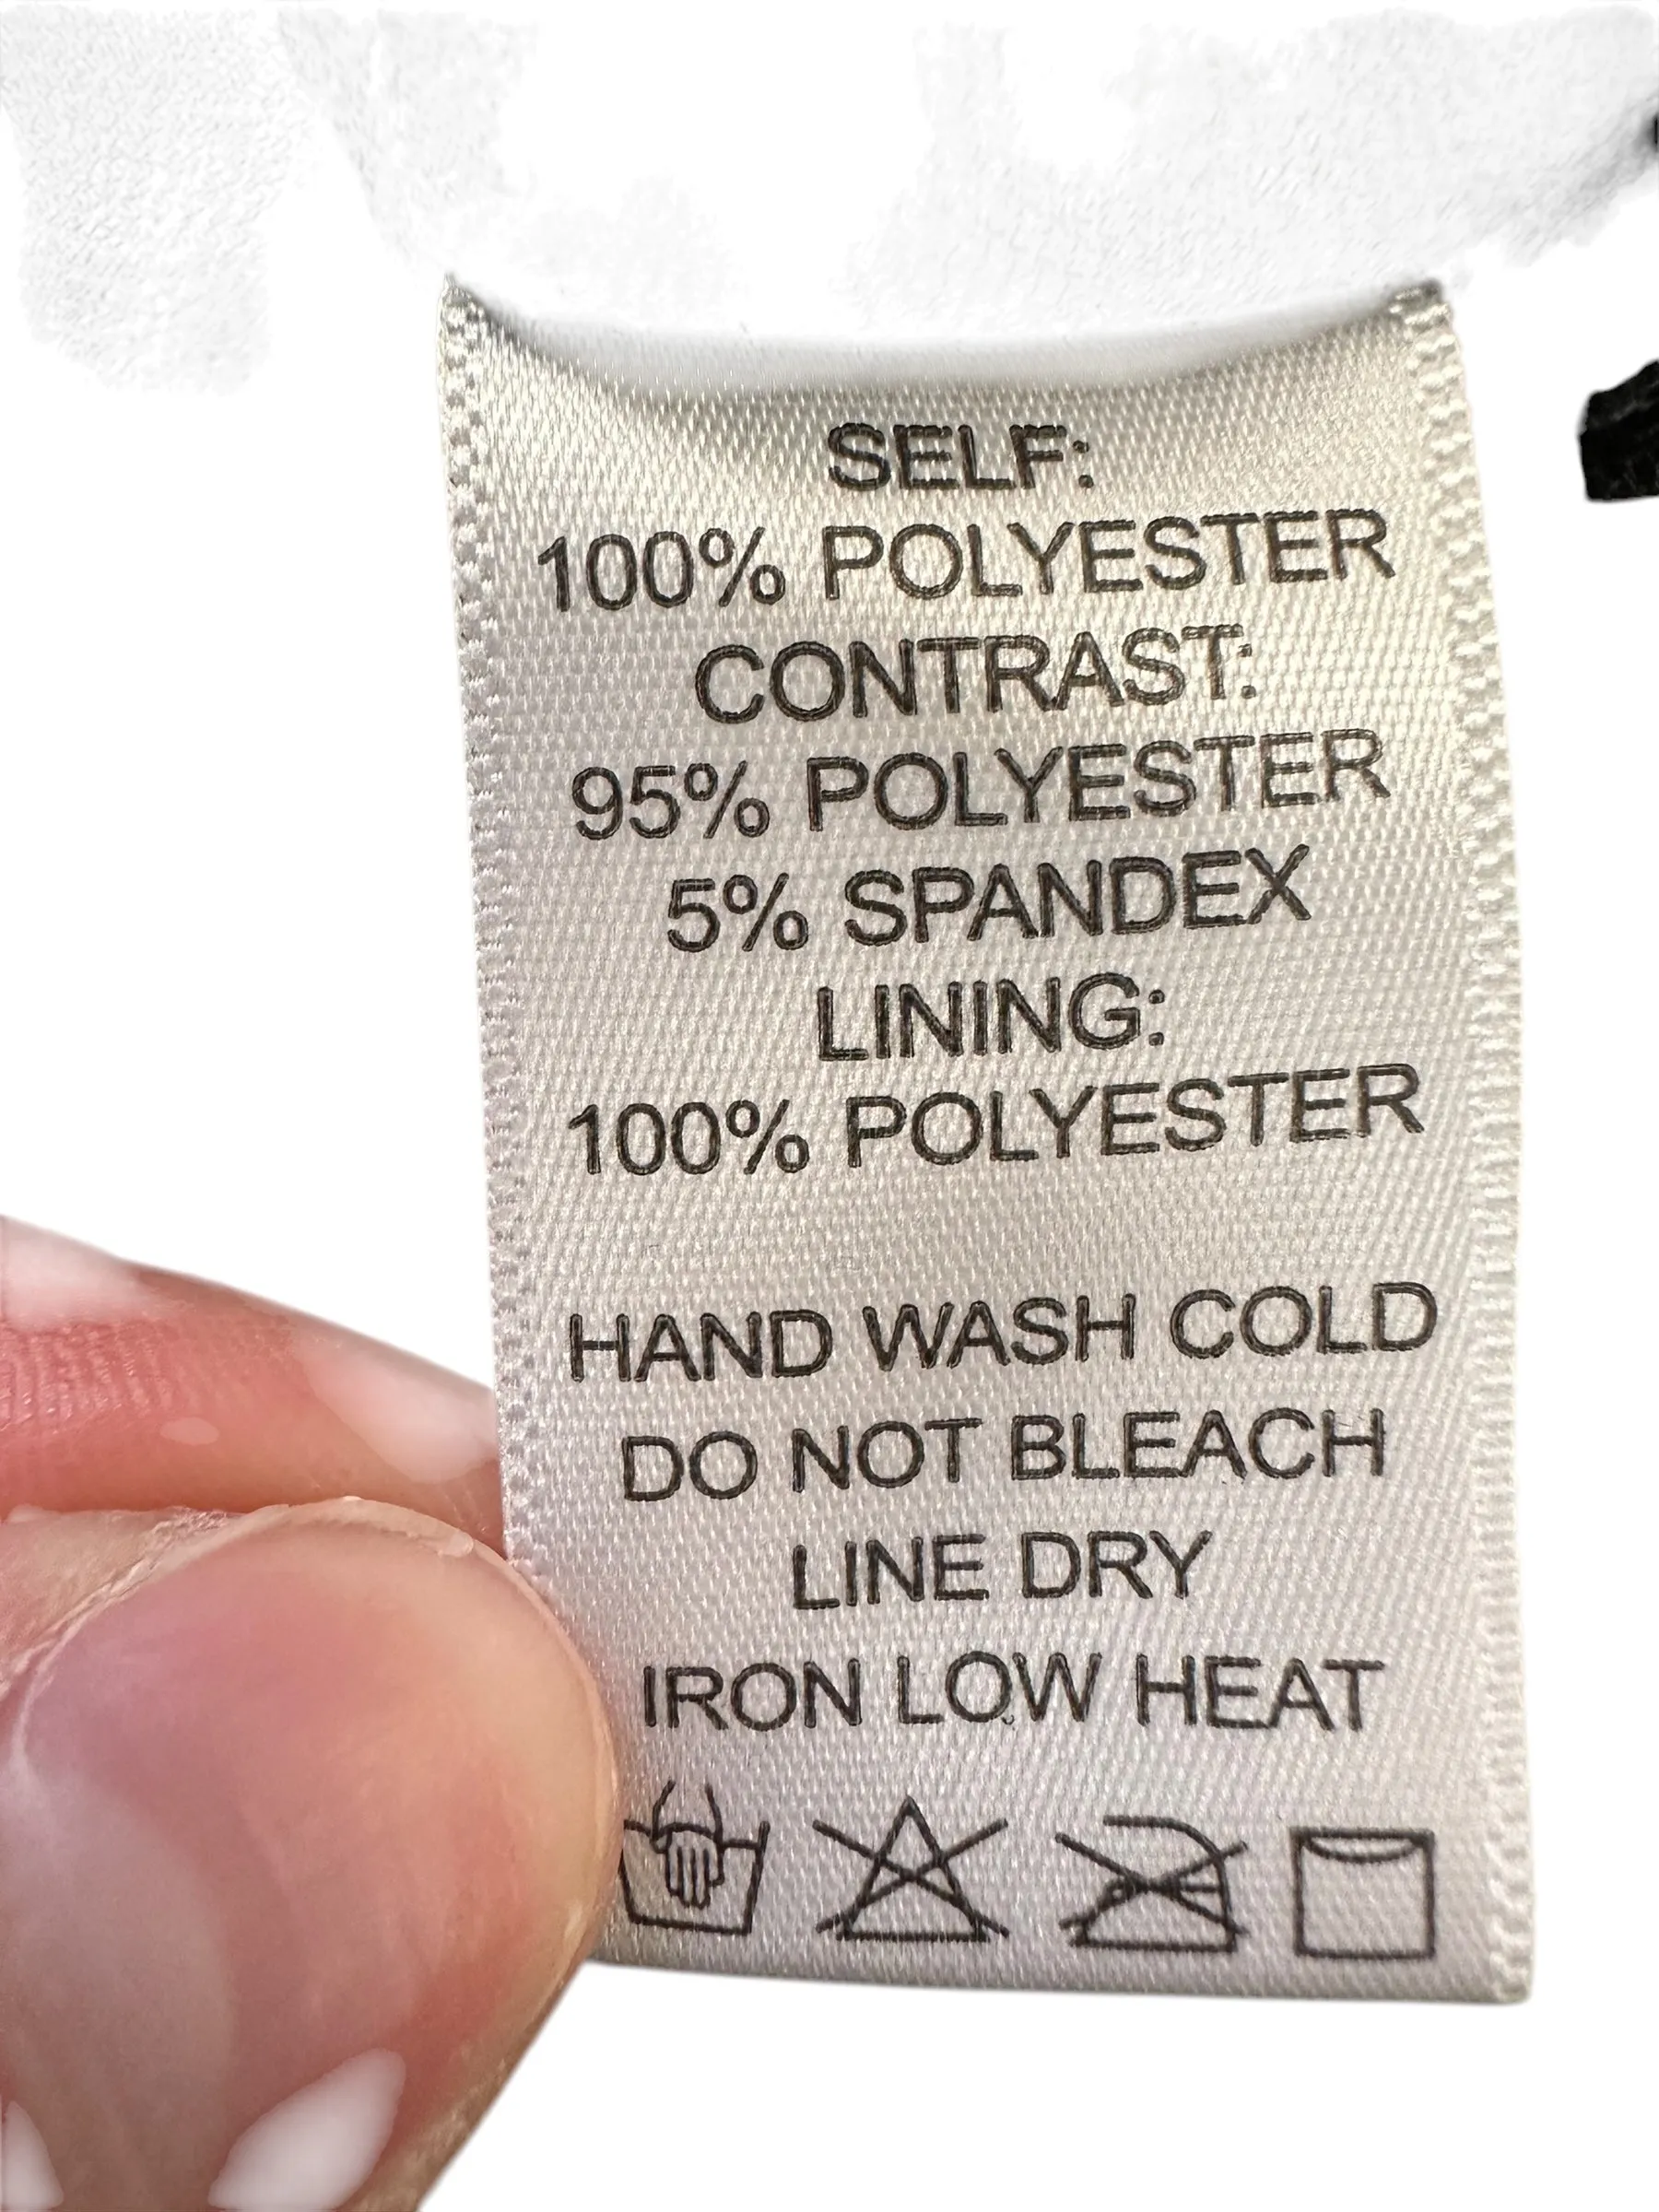 SELF:
100% POLYESTER
CONTRAST:
95% POLYESTER
5% SPANDEX
LINING:
100% POLYESTER
HAND WASH COLD
DO NOT BLEACH
LINE DRY
IRON LOW HEAT